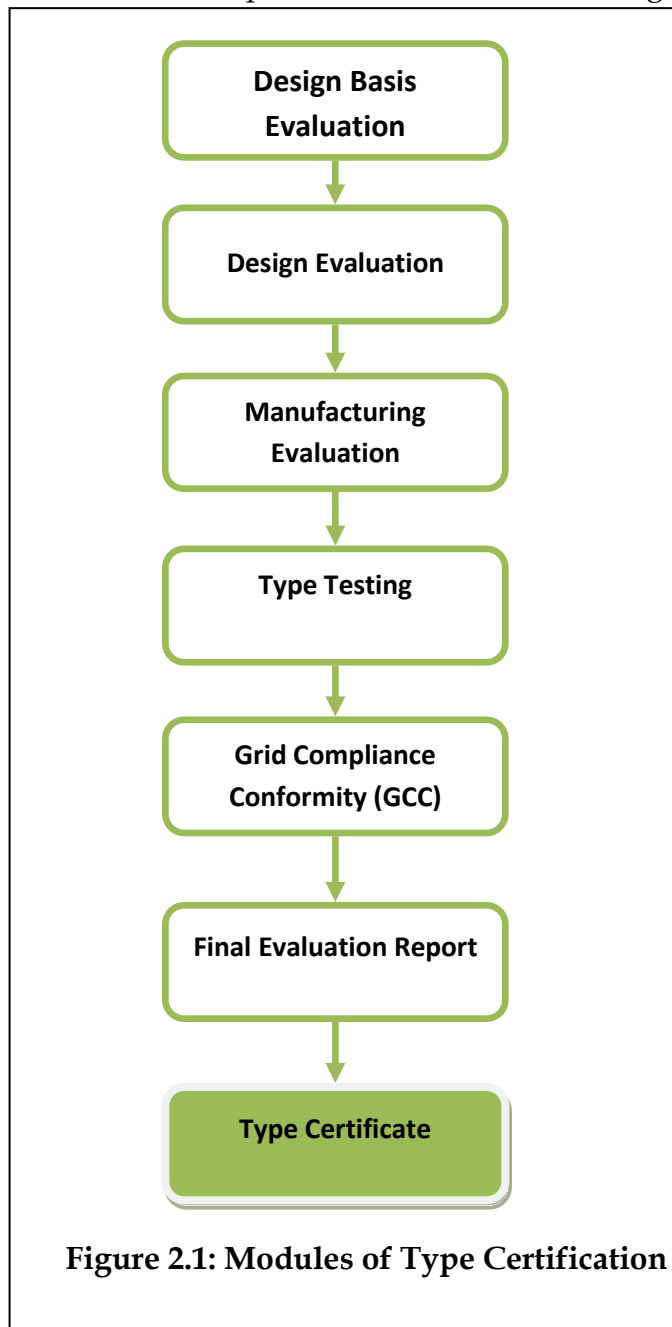 Design Basis
Evaluation
Design Evaluation
Manufacturing
Evaluation
Type Testing
Grid Compliance
Conformity (GCC)
Final Evaluation Report
Type Certificate
Figure 2.1: Modules of Type Certification